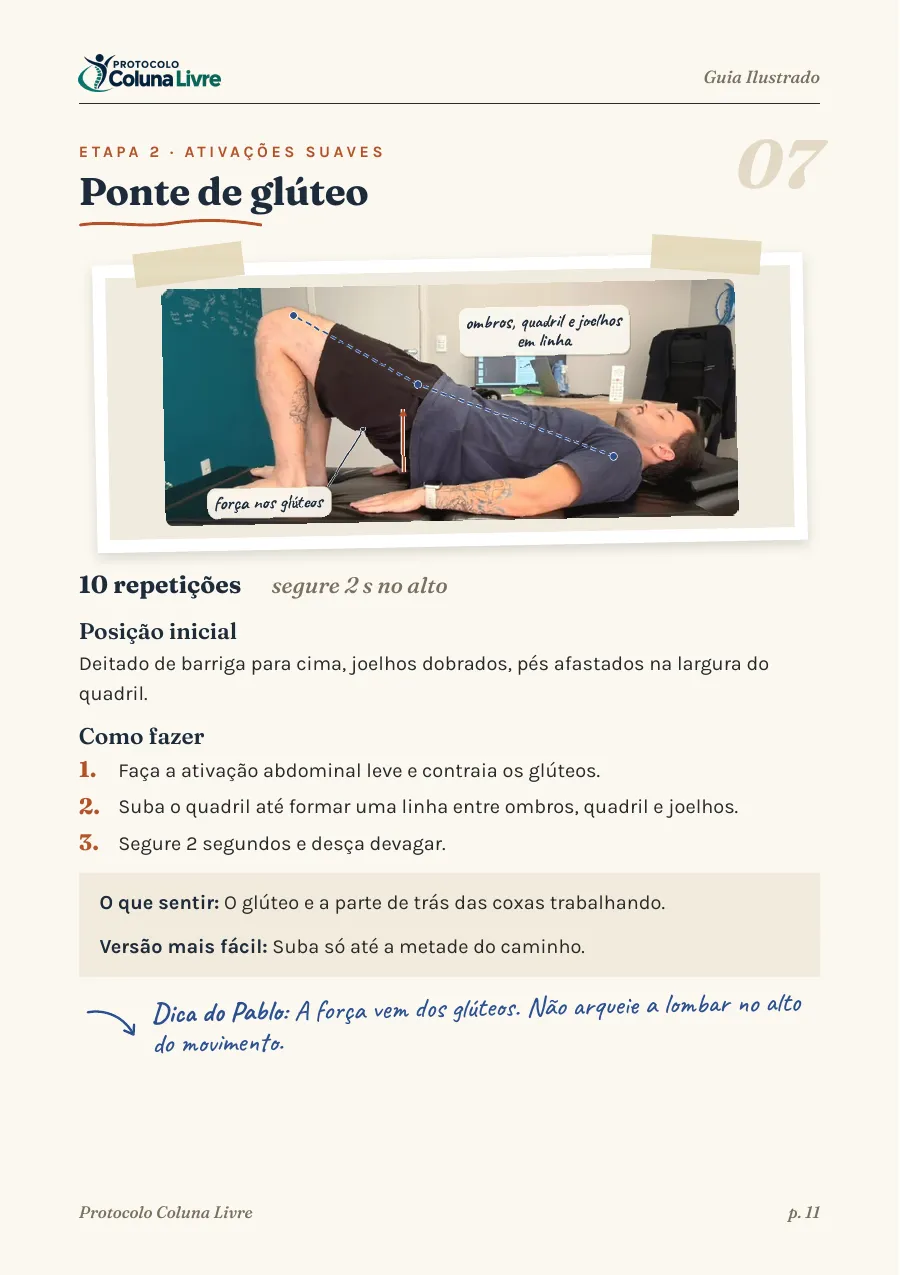 PROTOCOLO
Coluna Livre
Guia Ilustrado
ETAPA 2 · ATIVAÇÕES SUAVES
07
Ponte de glúteo
ombros, quadril e joelhos
em linha
força nos glúteos
10 repetições segure 2 s no alto
Posição inicial
Deitado de barriga para cima, joelhos dobrados, pés afastados na largura do
quadril.
Como fazer
1. Faça a ativação abdominal leve e contraia os glúteos.
2. Suba o quadril até formar uma linha entre ombros, quadril e joelhos.
3. Segure 2 segundos e desça devagar.
O que sentir: O glúteo e a parte de trás das coxas trabalhando.
Versão mais fácil: Suba só até a metade do caminho.
Dica do Pablo: A força vem dos glúteos. Não arqueie a lombar no alto
do movimento.
Protocolo Coluna Livre
p. 11